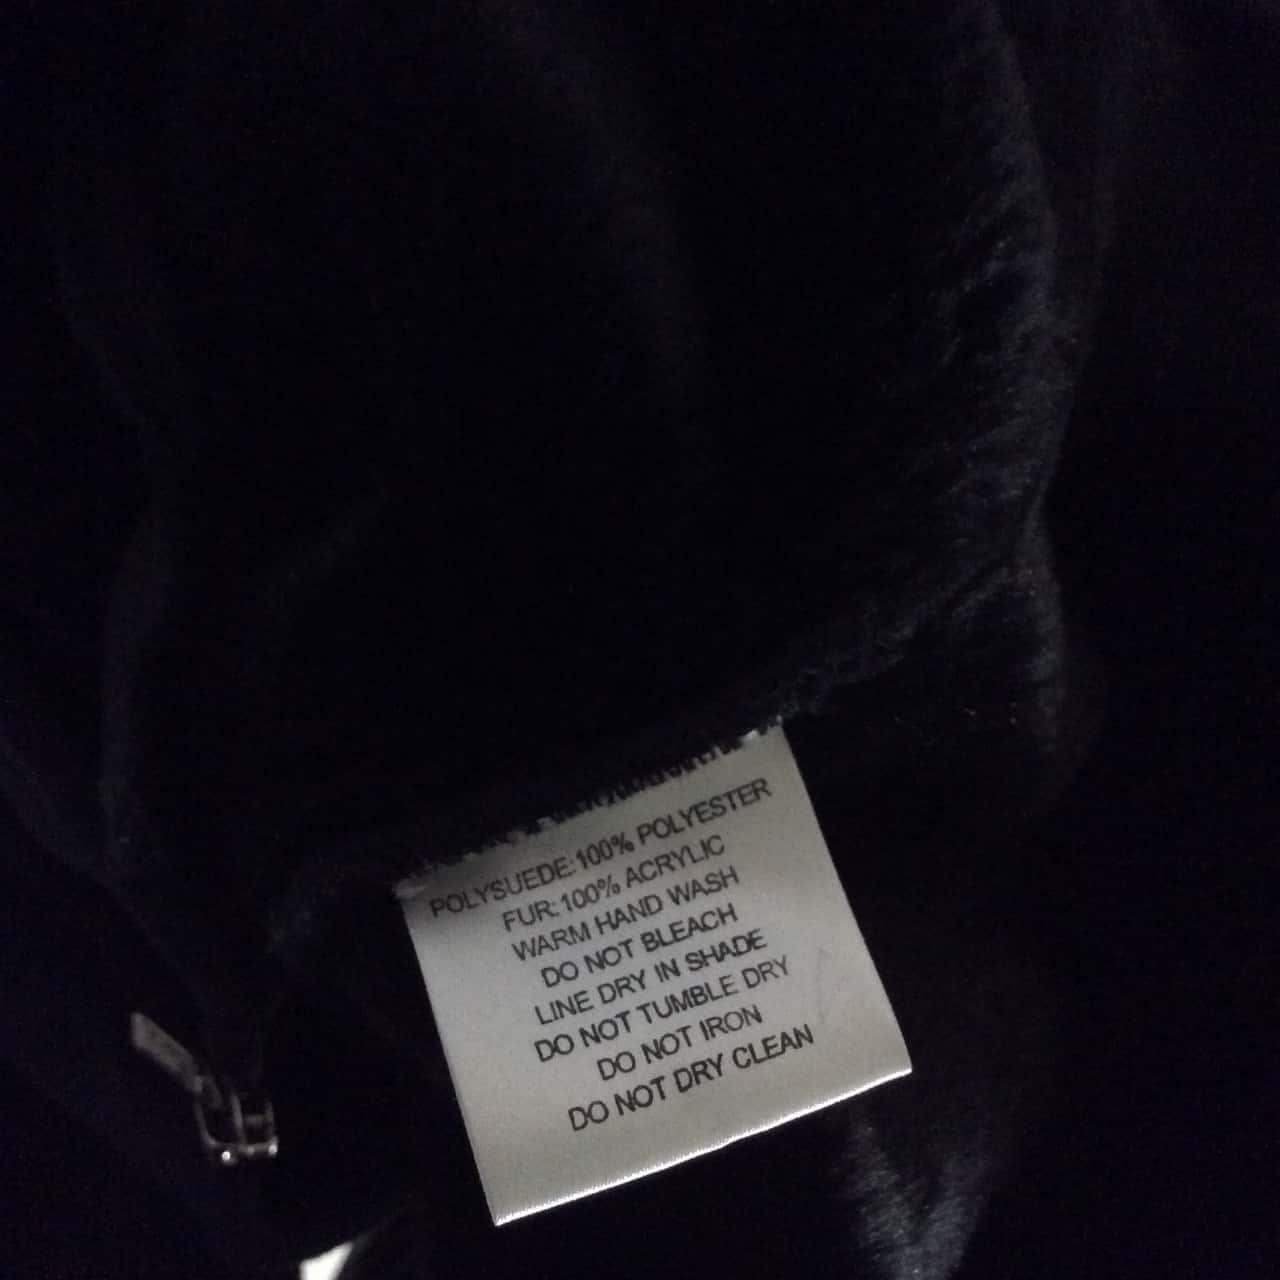 POLYSUEDE:100% POLYESTER
FUR:100% ACRYLIC
WARM HAND WASH
DO NOT BLEACH
LINE DRY IN SHADE
DO NOT TUMBLE DRY
DO NOT IRON
DO NOT DRY CLEAN